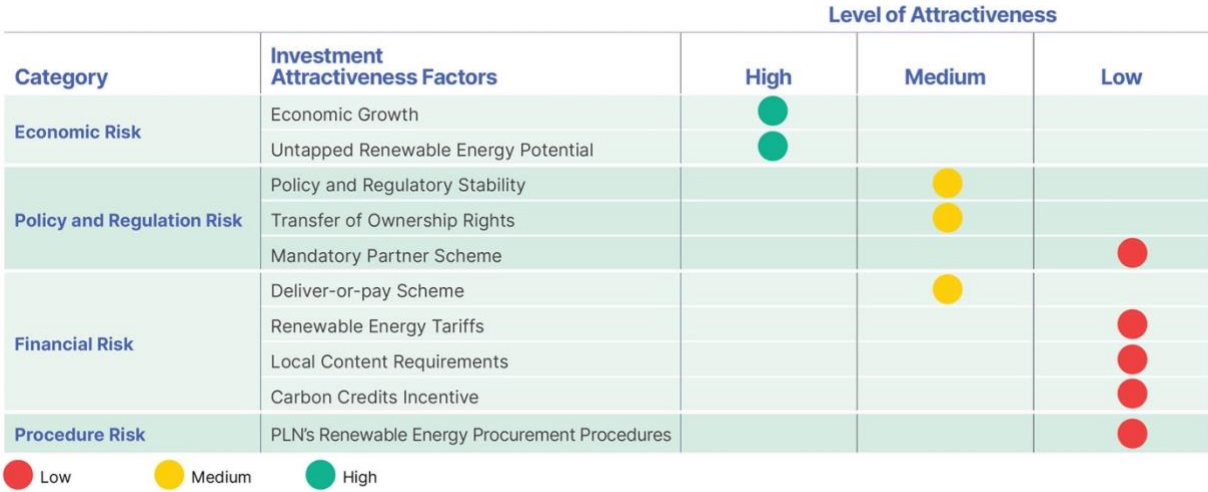 Level of Attractiveness
Category
Investment
Attractiveness Factors
High
Medium
Low
Economic Risk
Economic Growth
Untapped Renewable Energy Potential
Policy and Regulation Risk
Policy and Regulatory Stability
Transfer of Ownership Rights
Mandatory Partner Scheme
Financial Risk
Deliver-or-pay Scheme
Renewable Energy Tariffs
Local Content Requirements
Carbon Credits Incentive
Procedure Risk
PLN's Renewable Energy Procurement Procedures
Low
Medium
High